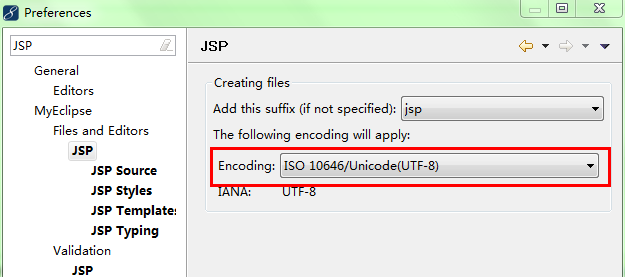 Preferences
JSP
General
Editors
MyEclipse
Files and Editors
JSP
JSP Source
JSP Styles
JSP Templates
JSP Typing
Validation
JSP
JSP
Creating files
Add this suffix (if not specified): jsp
The following encoding will apply:
Encoding: ISO 10646/Unicode(UTF-8)
IANA: UTF-8